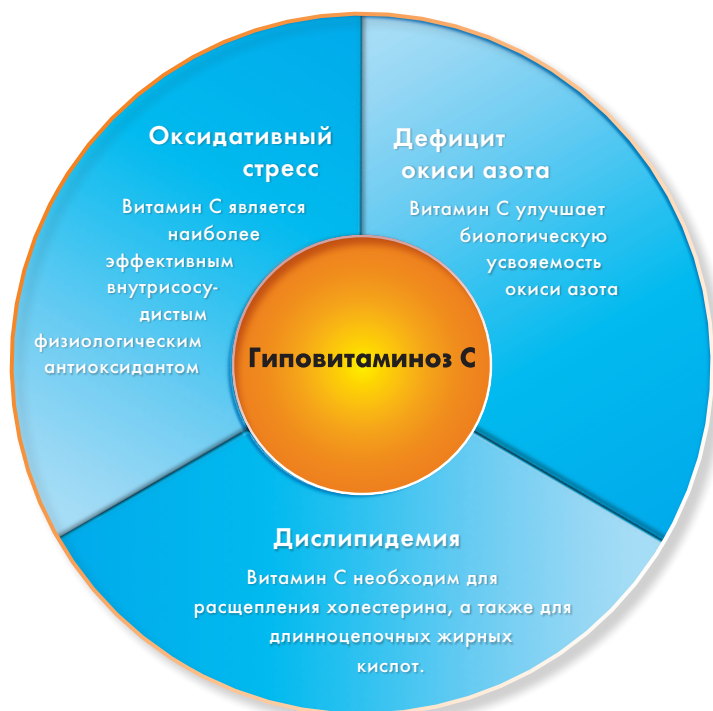 Оксидативный
стресс
Витамин С является
наиболее
эффективным
внутрисосу-
дистым
физиологическим
антиоксидантом
Дефицит
окиси азота
Витамин С улучшает
биологическую
усвояемость
окиси азота
Гиповитаминоз С
Дислипидемия
Витамин С необходим для
расщепления холестерина, а также для
длинноцепочных жирных
кислот.